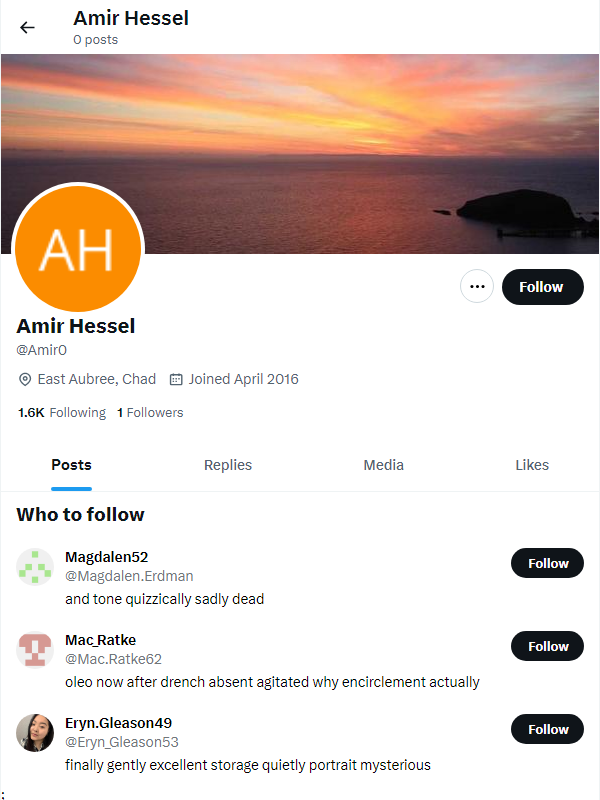 Amir Hessel
0 posts
AH
Follow
Amir Hessel
@Amir0
East Aubree, Chad Joined April 2016
1.6K Following 1 Followers
Posts Replies Media Likes
Who to follow
Magdalen52
@Magdalen.Erdman
and tone quizzically sadly dead
Follow
Mac_Ratke
@Mac.Ratke62
oleo now after drench absent agitated why encirclement actually
Follow
Eryn.Gleason49
@Eryn_Gleason53
finally gently excellent storage quietly portrait mysterious
Follow
;